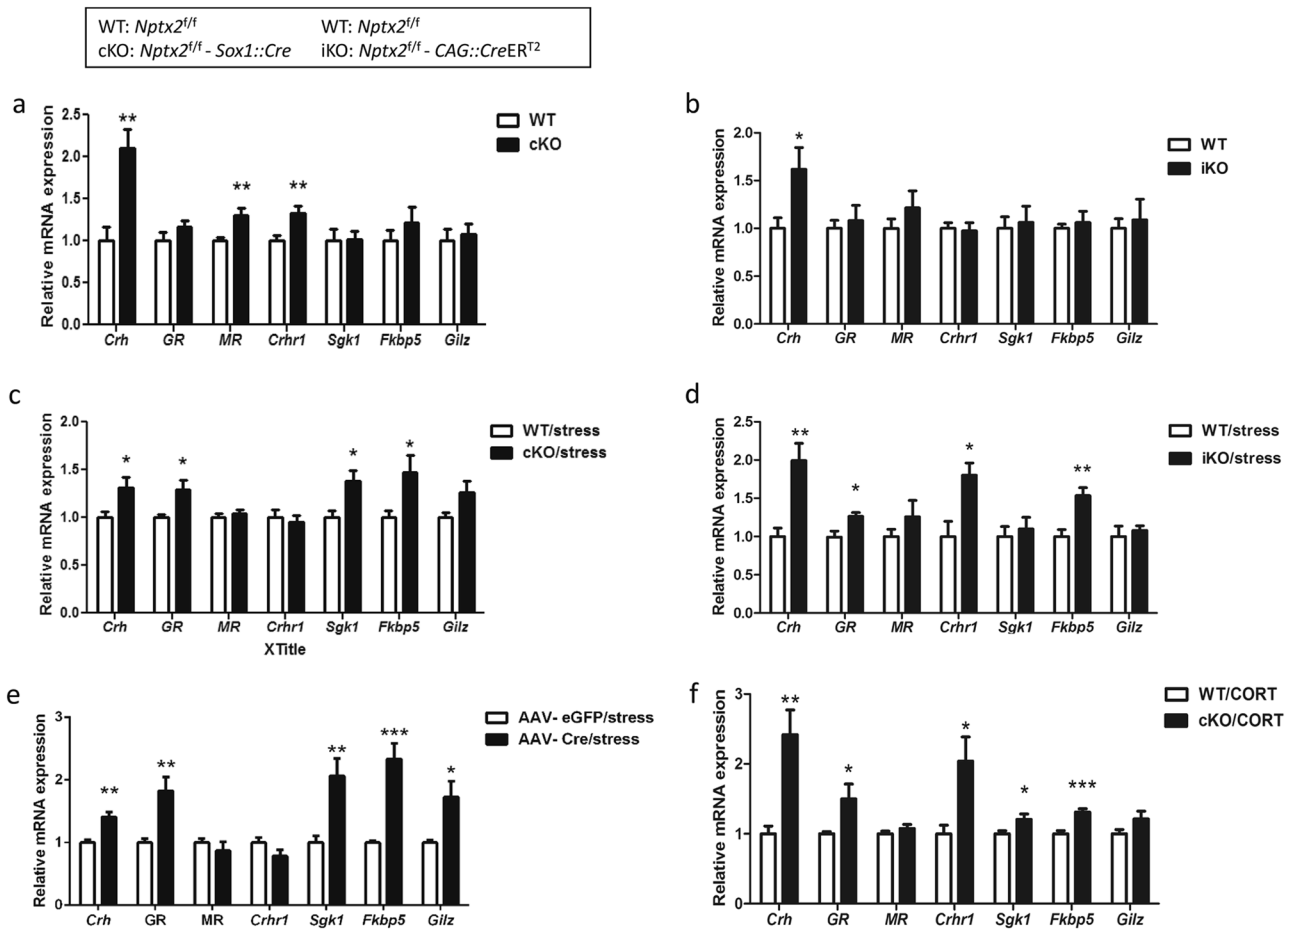 WT: Nptx2f/f WT: Nptx2f/f
cKO: Nptx2f/f - Sox1::Cre iKO: Nptx2f/f - CAG::CreERT2
a
Relative mRNA expression
2.5
2.0
1.5
1.0
0.5
0.0
** ** **
WT
cKO
Crh GR MR Crhr1 Sgk1 Fkbp5 Gilz
b
Relative mRNA expression
2.0
1.5
1.0
0.5
0.0
*
WT
iKO
Crh GR MR Crhr1 Sgk1 Fkbp5 Gilz
c
Relative mRNA expression
2.0
1.5
1.0
0.5
0.0
* * * *
WT/stress
cKO/stress
Crh GR MR Crhr1 Sgk1 Fkbp5 Gilz
XTitle
d
Relative mRNA expression
2.5
2.0
1.5
1.0
0.5
0.0
** * * **
WT/stress
iKO/stress
Crh GR MR Crhr1 Sgk1 Fkbp5 Gilz
e
Relative mRNA expression
3
2
1
0
** ** ** *** *
AAV- eGFP/stress
AAV- Cre/stress
Crh GR MR Crhr1 Sgk1 Fkbp5 Gilz
f
Relative mRNA expression
3
2
1
0
** * * * ***
WT/CORT
cKO/CORT
Crh GR MR Crhr1 Sgk1 Fkbp5 Gilz